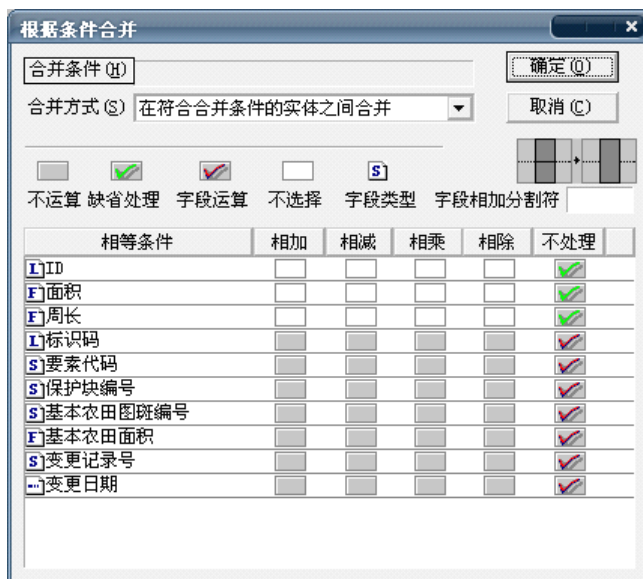 根据条件合并
合并条件(H)
确定(O)
合并方式(S) 在符合合并条件的实体之间合并
取消(C)
S
不运算 缺省处理 字段运算 不选择 字段类型 字段相加分割符
相等条件 相加 相减 相乘 相除 不处理
L ID
F 面积
F 周长
L 标识码
S 要素代码
S 保护块编号
S 基本农田图斑编号
F 基本农田面积
S 变更记录号
变更日期